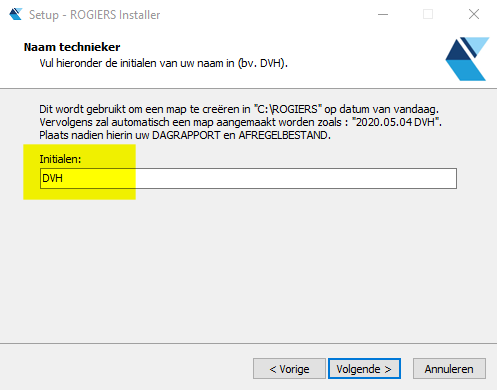 Setup - ROGIERS Installer
Naam technieker
Vul hieronder de initialen van uw naam in (bv. DVH).
Dit wordt gebruikt om een map te creëren in "C:\ROGIERS" op datum van vandaag.
Vervolgens zal automatisch een map aangemaakt worden zoals : "2020.05.04 DVH".
Plaats nadien hierin uw DAGRAPPORT en AFREGELBESTAND.
Initialen:
DVH
< Vorige Volgende > Annuleren